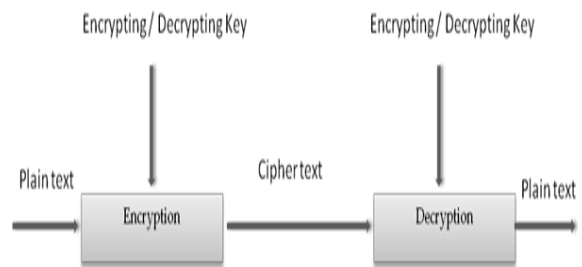 Encrypting / Decrypting Key
Encrypting / Decrypting Key
Plain text
Cipher text
Plain text
Encryption
Decryption